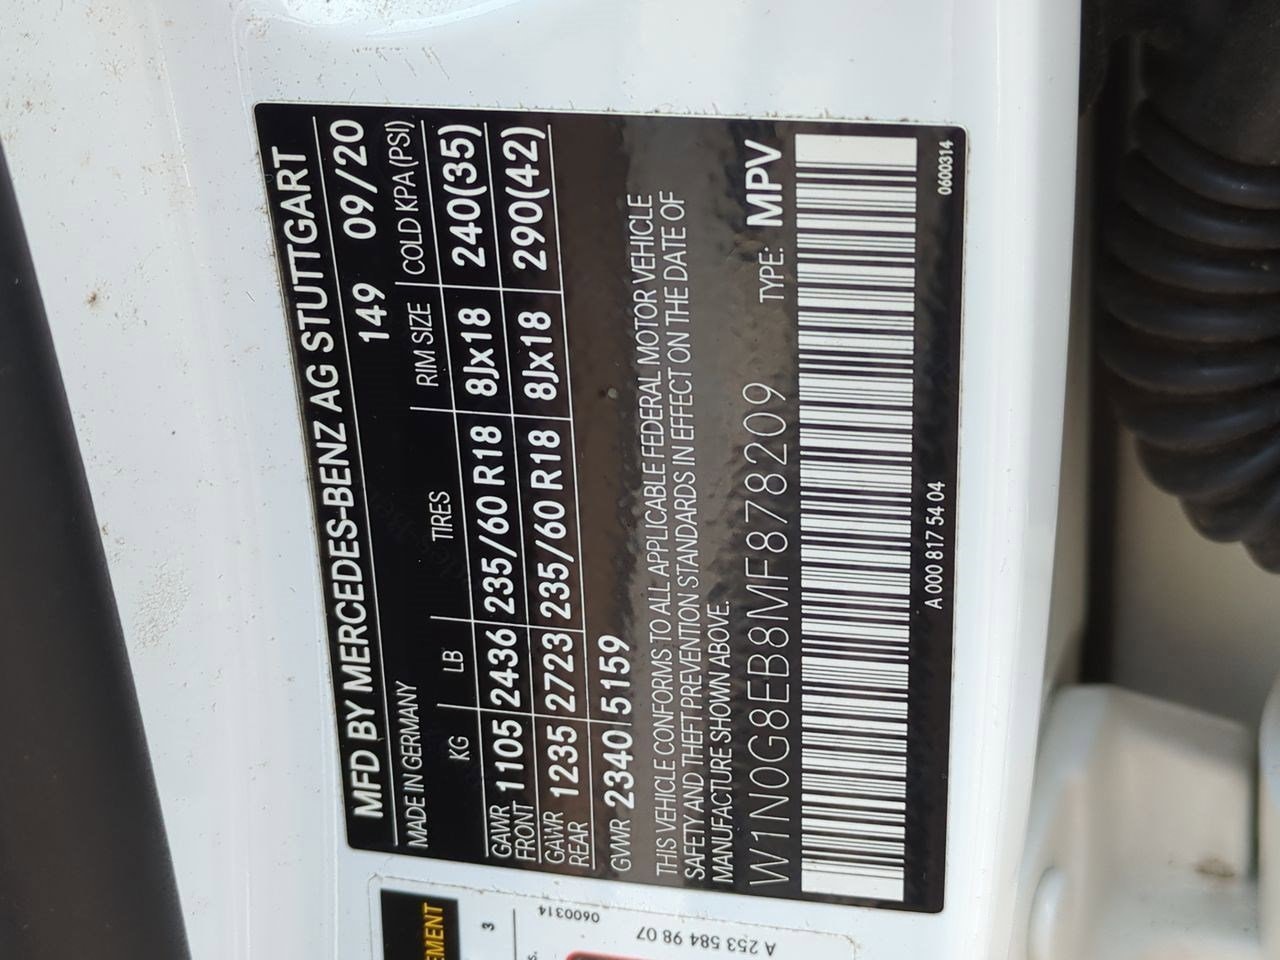 MFD BY MERCEDES-BENZ AG STUTTGART
MADE IN GERMANY 149 09/20
KG LB TIRES RIM SIZE COLD KPA(PSI)
GAWR FRONT 1105 2436 235/60 R18 8Jx18 240(35)
GAWR REAR 1235 2723 235/60 R18 8Jx18 290(42)
GVWR 2340 5159
THIS VEHICLE CONFORMS TO ALL APPLICABLE FEDERAL MOTOR VEHICLE
SAFETY AND THEFT PREVENTION STANDARDS IN EFFECT ON THE DATE OF
MANUFACTURE SHOWN ABOVE.
W1N0G8EB8MF878209 TYPE: MPV
A 000 817 54 04 0600314
3
0600314
A 253 584 98 07